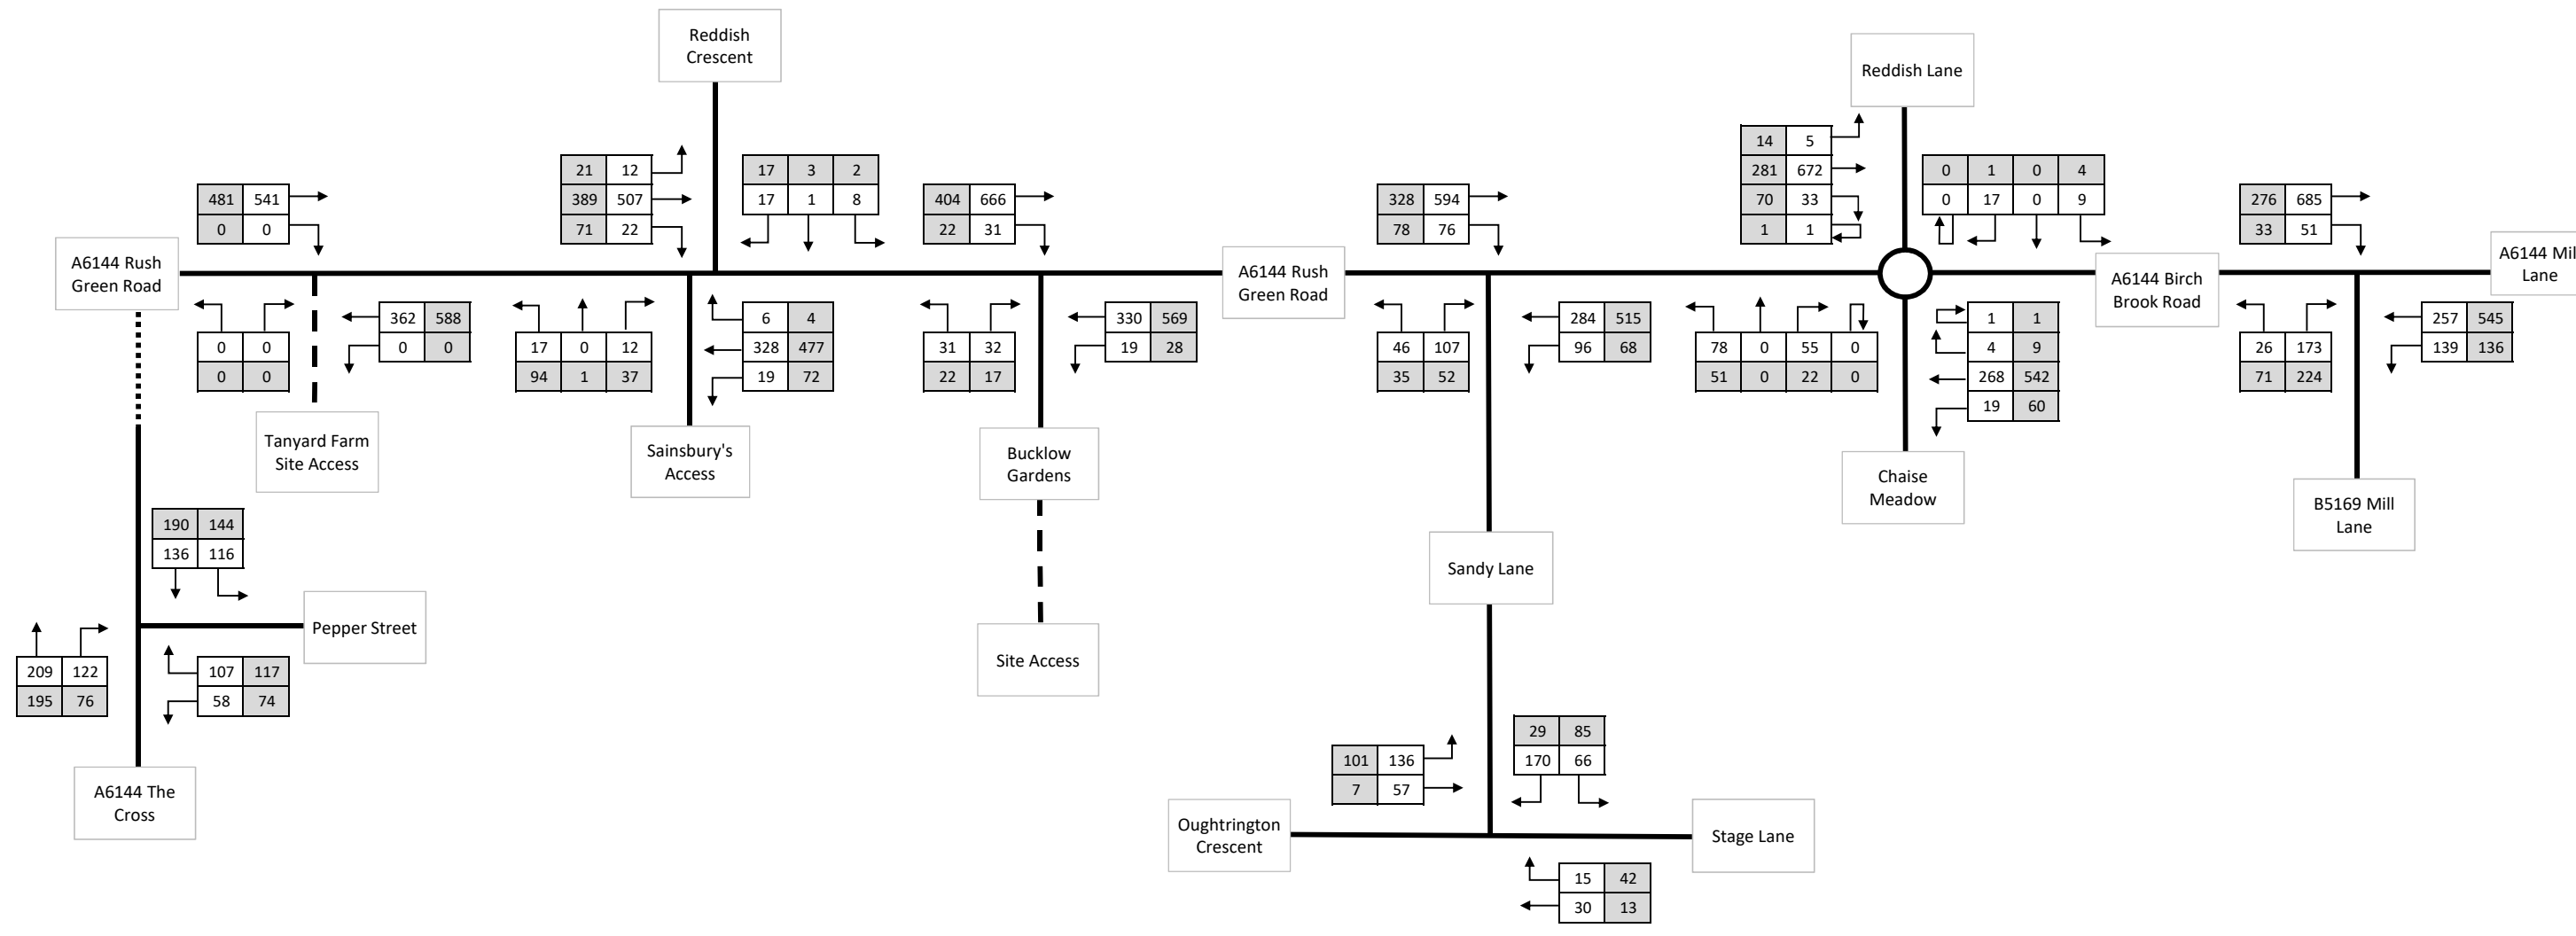 Reddish
Crescent
Reddish Lane
14 5
281 672
70 33
1 1
0 1 0 4
0 17 0 9
21 12
389 507
71 22
17 3 2
17 1 8
481 541
0 0
404 666
22 31
328 594
78 76
276 685
33 51
A6144 Rush
Green Road
A6144 Rush
Green Road
A6144 Birch
Brook Road
A6144 Mil
Lane
0 0
0 0
362 588
0 0
17 0 12
94 1 37
6 4
328 477
19 72
31 32
22 17
330 569
19 28
46 107
35 52
284 515
96 68
78 0 55 0
51 0 22 0
1 1
4 9
268 542
19 60
26 173
71 224
257 545
139 136
Tanyard Farm
Site Access
Sainsbury's
Access
Bucklow
Gardens
Chaise
Meadow
B5169 Mill
Lane
190 144
136 116
Sandy Lane
Pepper Street
Site Access
209 122
195 76
107 117
58 74
A6144 The
Cross
101 136
7 57
29 85
170 66
Oughtrington
Crescent
Stage Lane
15 42
30 13